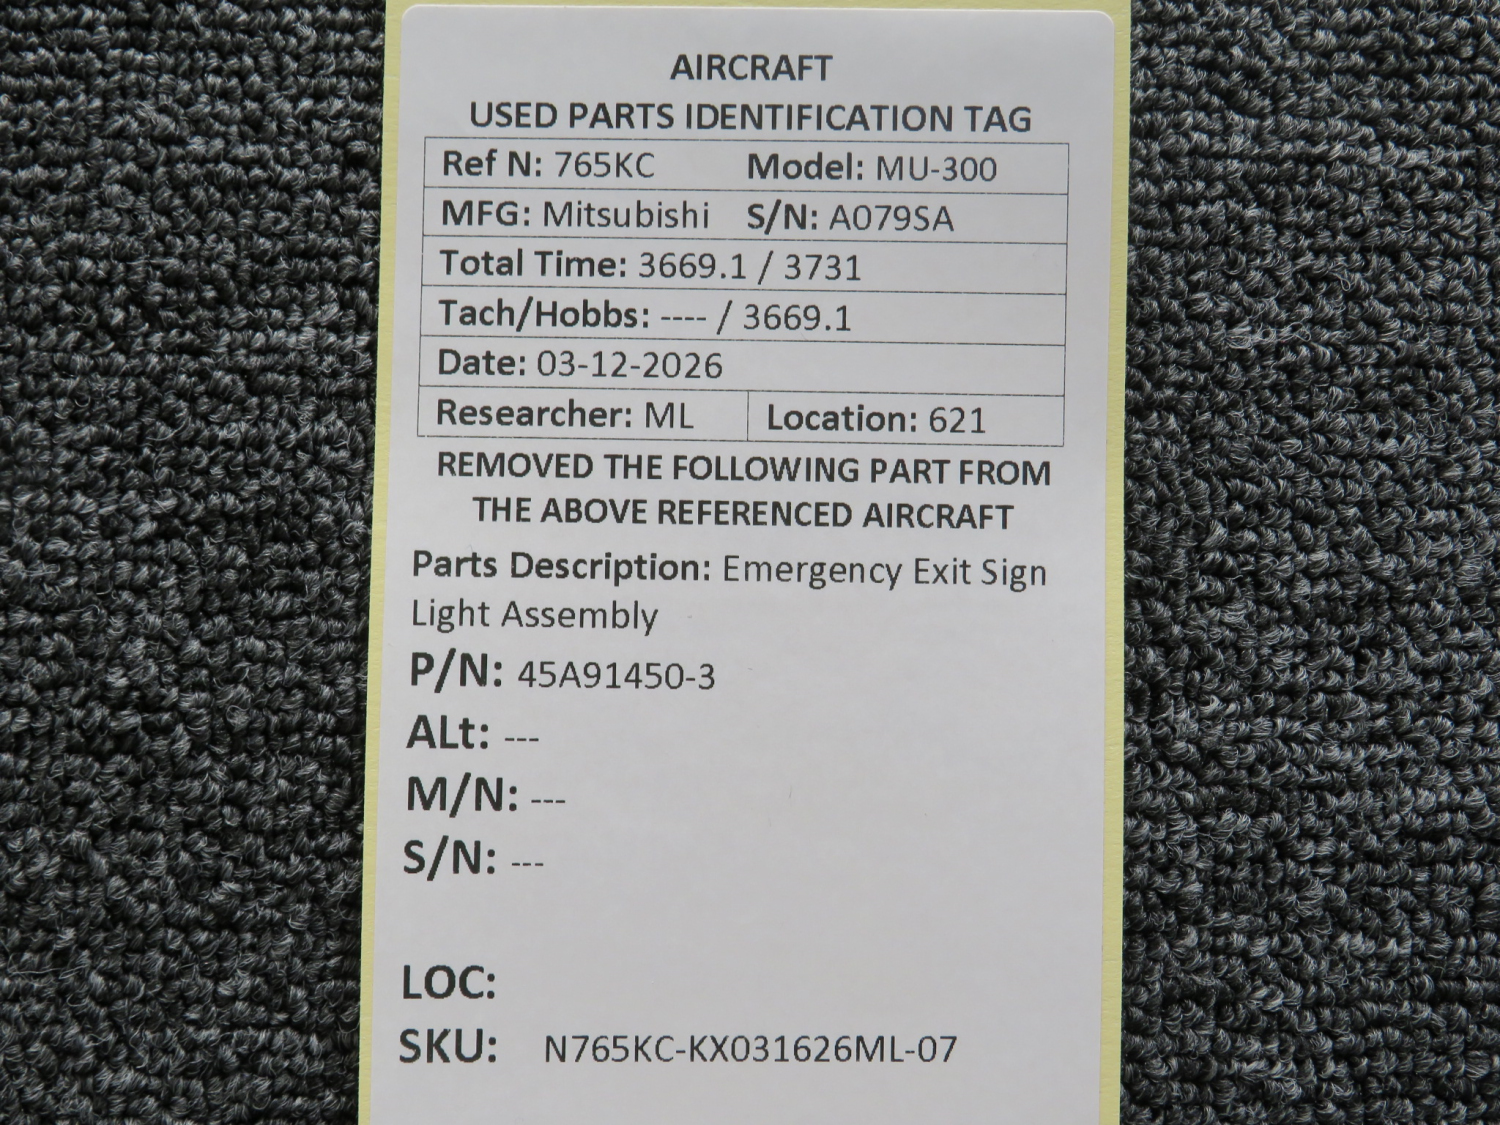 AIRCRAFT
USED PARTS IDENTIFICATION TAG
Ref N: 765KC Model: MU-300
MFG: Mitsubishi S/N: A079SA
Total Time: 3669.1 / 3731
Tach/Hobbs: ---- / 3669.1
Date: 03-12-2026
Researcher: ML Location: 621
REMOVED THE FOLLOWING PART FROM
THE ABOVE REFERENCED AIRCRAFT
Parts Description: Emergency Exit Sign
Light Assembly
P/N: 45A91450-3
ALt: ---
M/N: ---
S/N: ---
LOC:
SKU: N765KC-KX031626ML-07